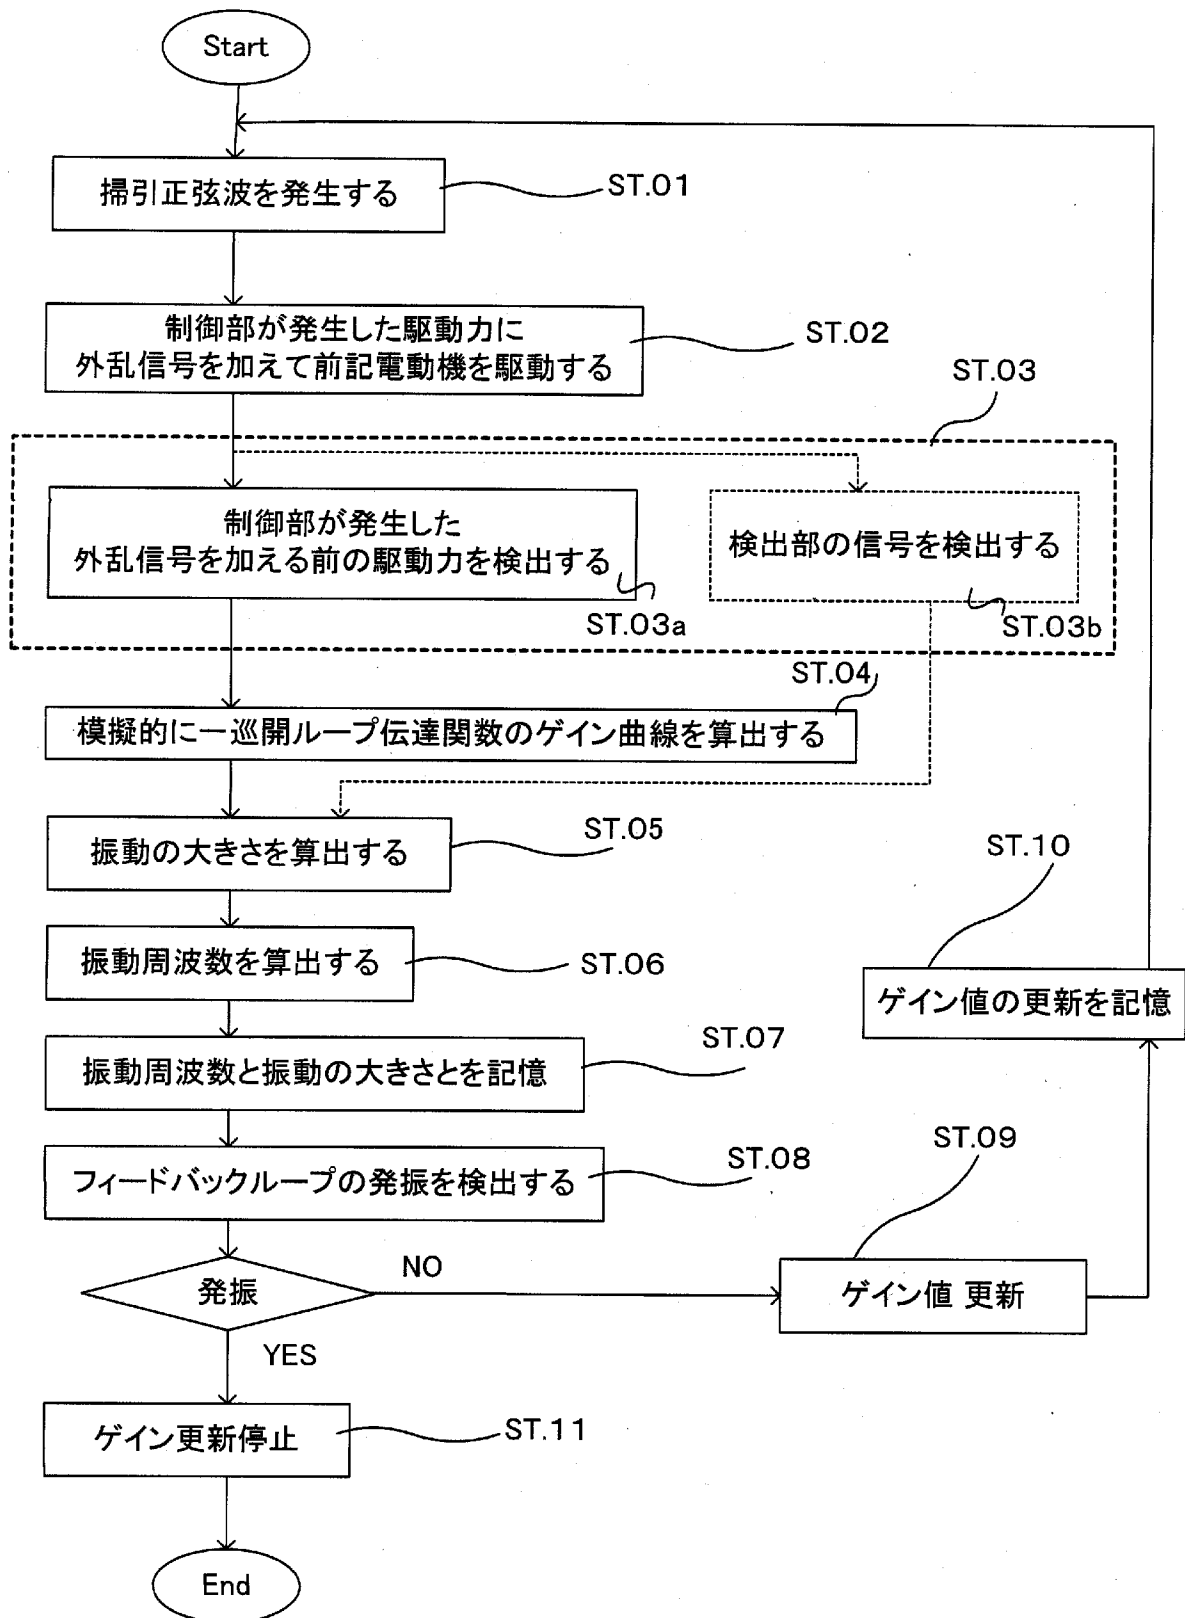 Start
掃引正弦波を発生する
ST.01
制御部が発生した駆動力に
外乱信号を加えて前記電動機を駆動する
ST.02
ST.03
制御部が発生した
外乱信号を加える前の駆動力を検出する
ST.03a
検出部の信号を検出する
ST.03b
ST.04
模擬的に一巡開ループ伝達関数のゲイン曲線を算出する
振動の大きさを算出する
ST.05
振動周波数を算出する
ST.06
ST.10
ゲイン値の更新を記憶
振動周波数と振動の大きさとを記憶
ST.07
フィードバックループの発振を検出する
ST.08
ST.09
発振
NO
ゲイン値 更新
YES
ゲイン更新停止
ST.11
End